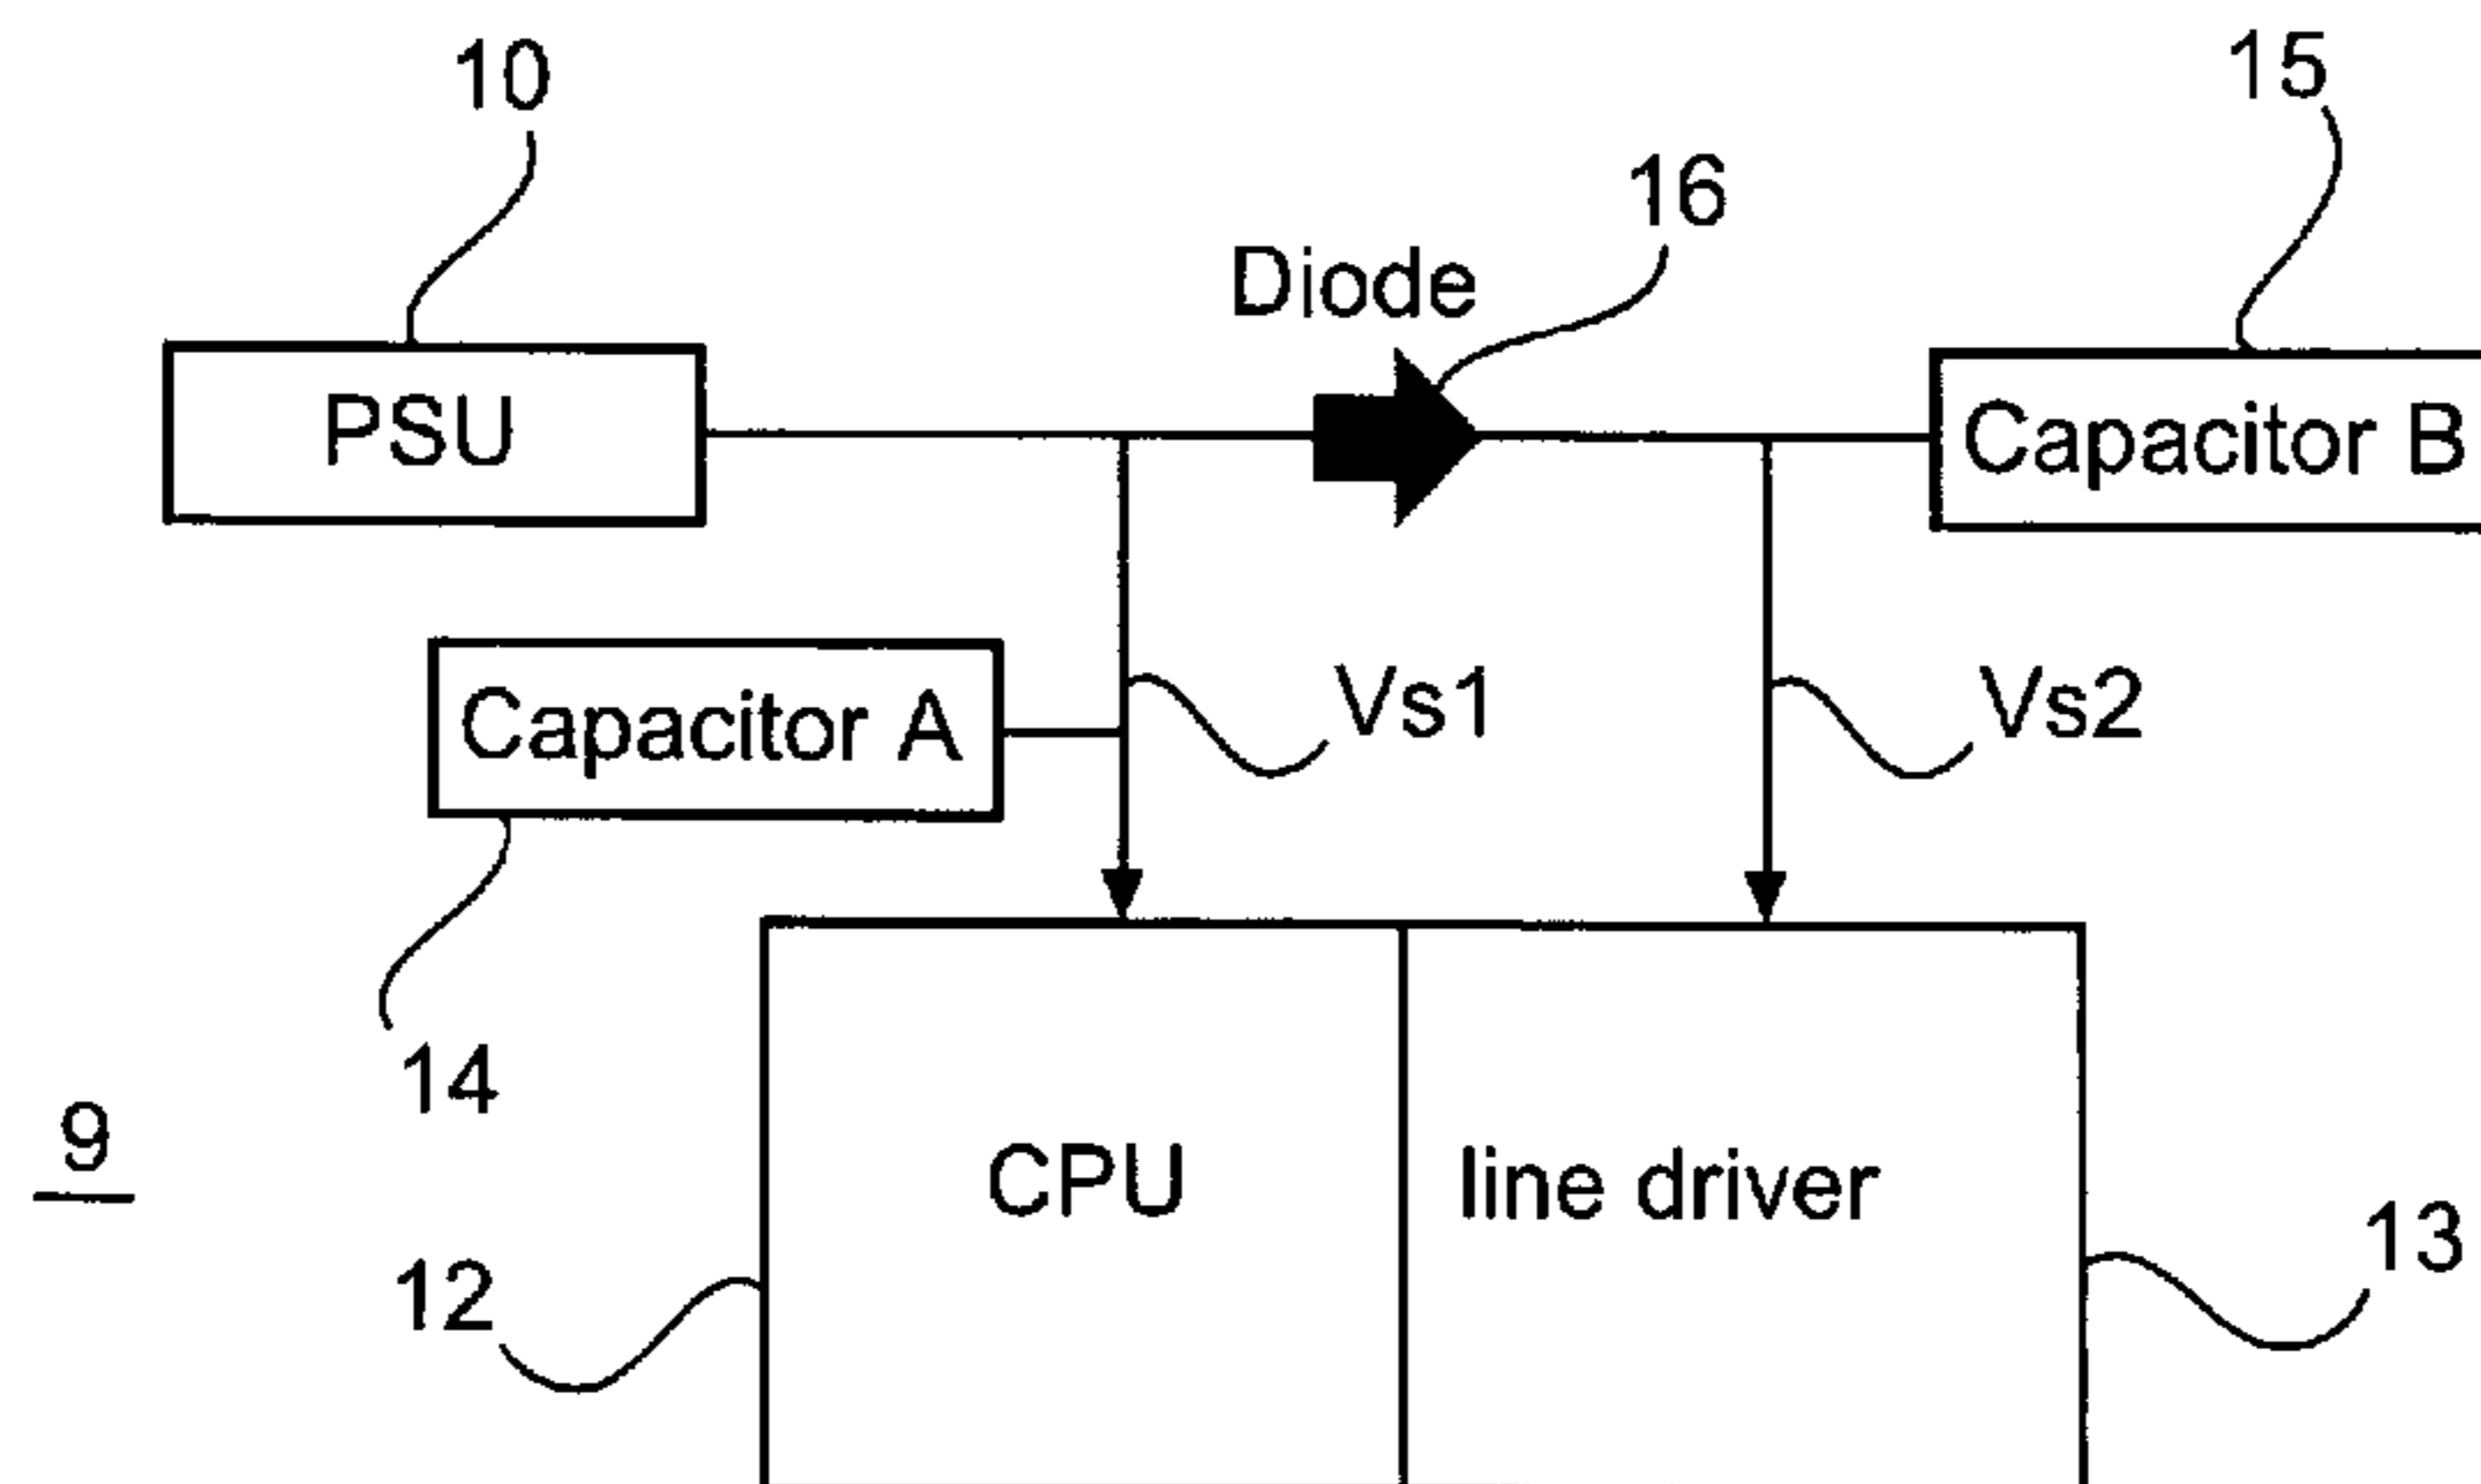 10
15
16
Diode
PSU
Capacitor B
Capacitor A
Vs1
Vs2
14
9
CPU
line driver
12
13